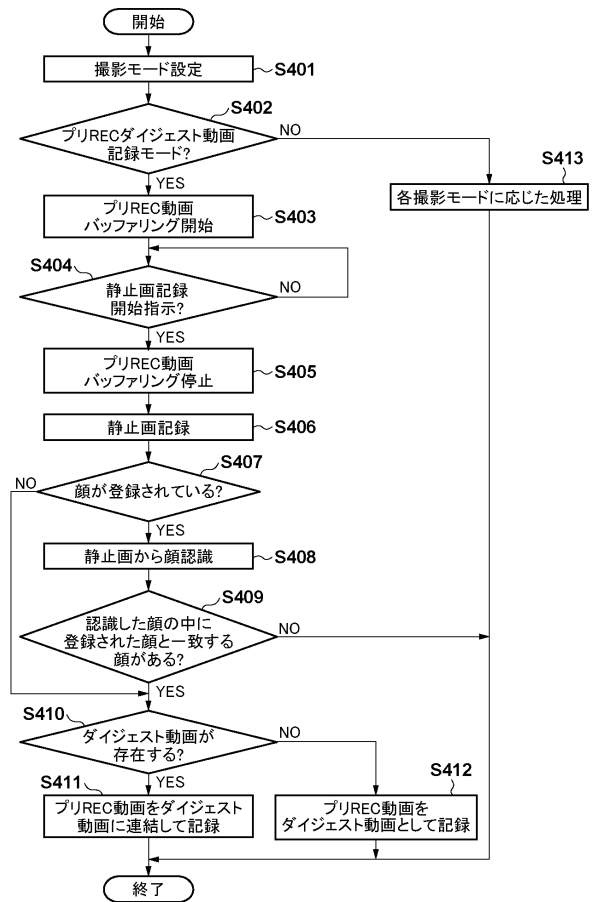 開始
撮影モード設定
S401
S402
プリRECダイジェスト動画
記録モード?
NO
YES
S413
各撮影モードに応じた処理
プリREC動画
バッファリング開始
S403
S404
静止画記録
開始指示?
NO
YES
プリREC動画
バッファリング停止
S405
静止画記録
S406
S407
顔が登録されている?
NO
YES
静止画から顔認識
S408
S409
認識した顔の中に
登録された顔と一致する
顔がある?
NO
YES
S410
ダイジェスト動画が
存在する?
NO
YES
S411
プリREC動画をダイジェスト
動画に連結して記録
S412
プリREC動画を
ダイジェスト動画として記録
終了